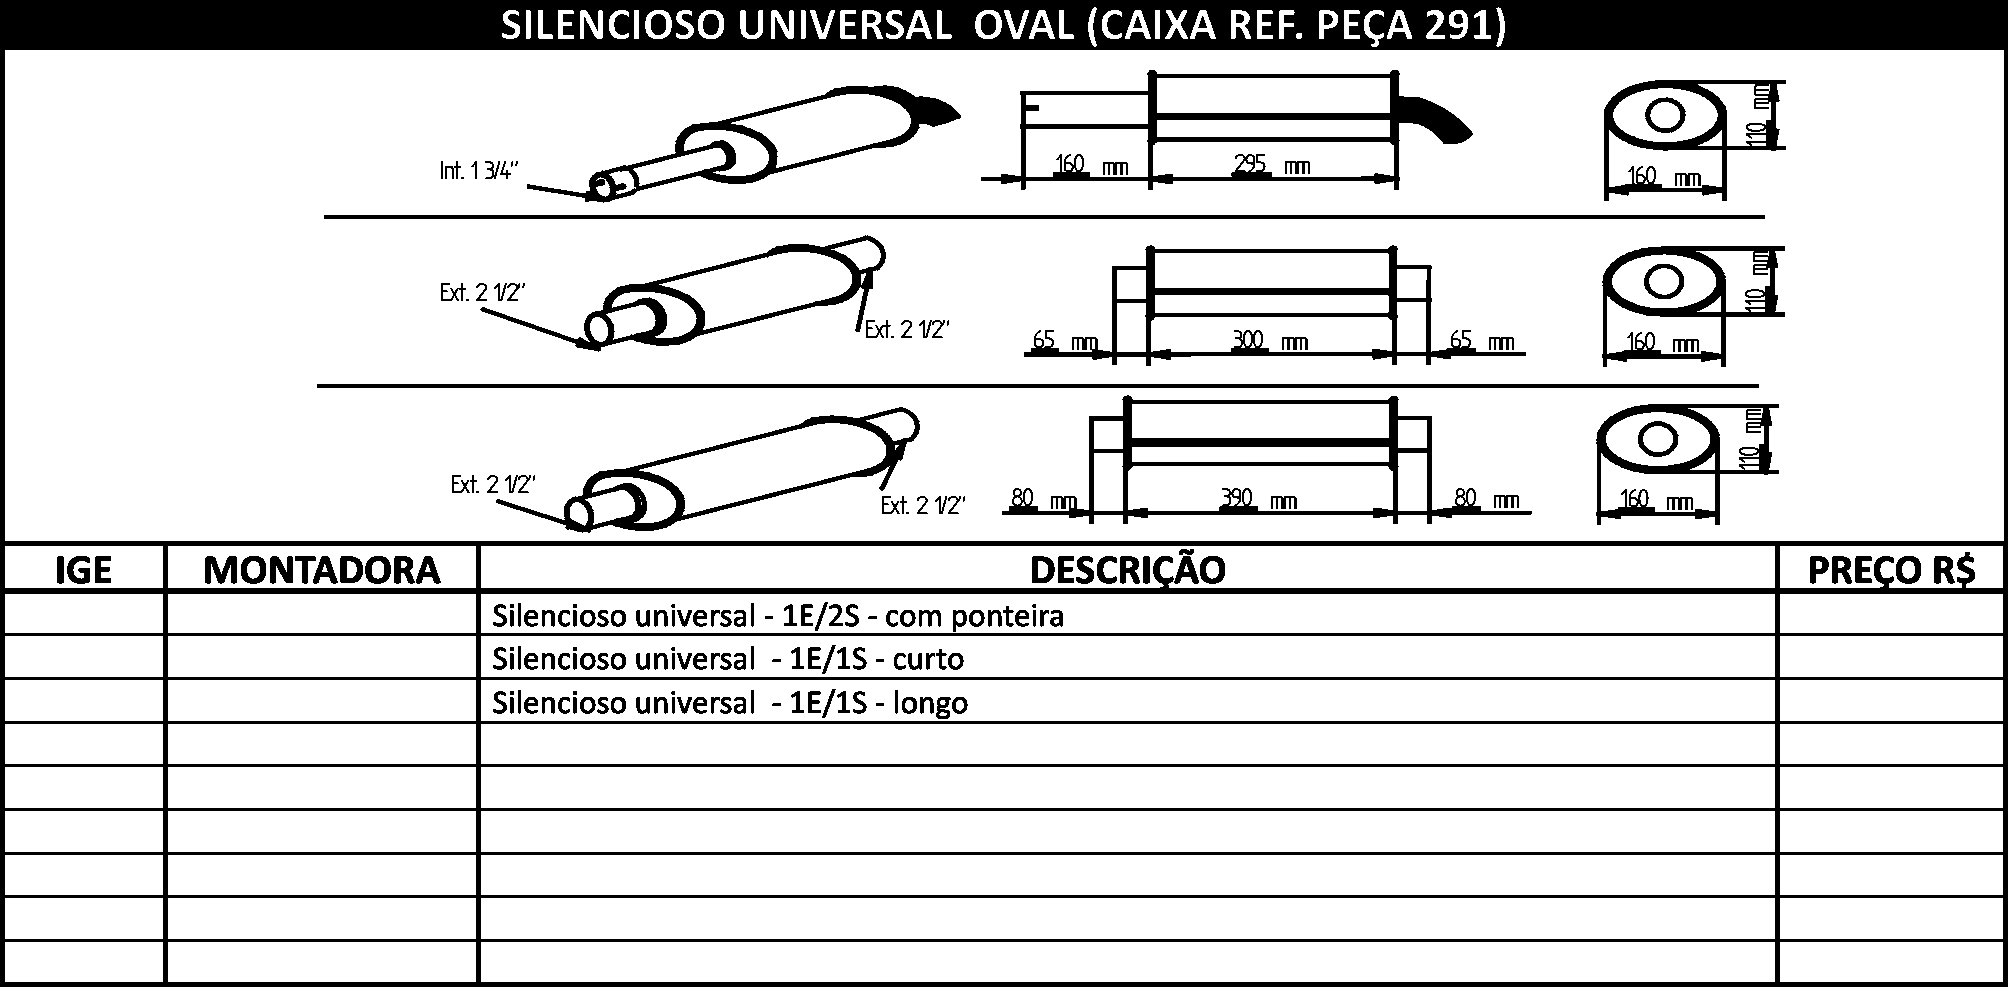 SILENCIOSO UNIVERSAL  OVAL (CAIXA REF. PEÇA 291)
Int. 1 3/4"
160 mm
295 mm
110 mm
160 mm
Ext. 2 1/2"
Ext. 2 1/2"
65 mm
300 mm
65 mm
110 mm
160 mm
Ext. 2 1/2"
Ext. 2 1/2"
80 mm
390 mm
80 mm
110 mm
160 mm
IGE MONTADORA DESCRIÇÃO PREÇO R$
Silencioso universal - 1E/2S - com ponteira
Silencioso universal  - 1E/1S - curto
Silencioso universal  - 1E/1S - longo